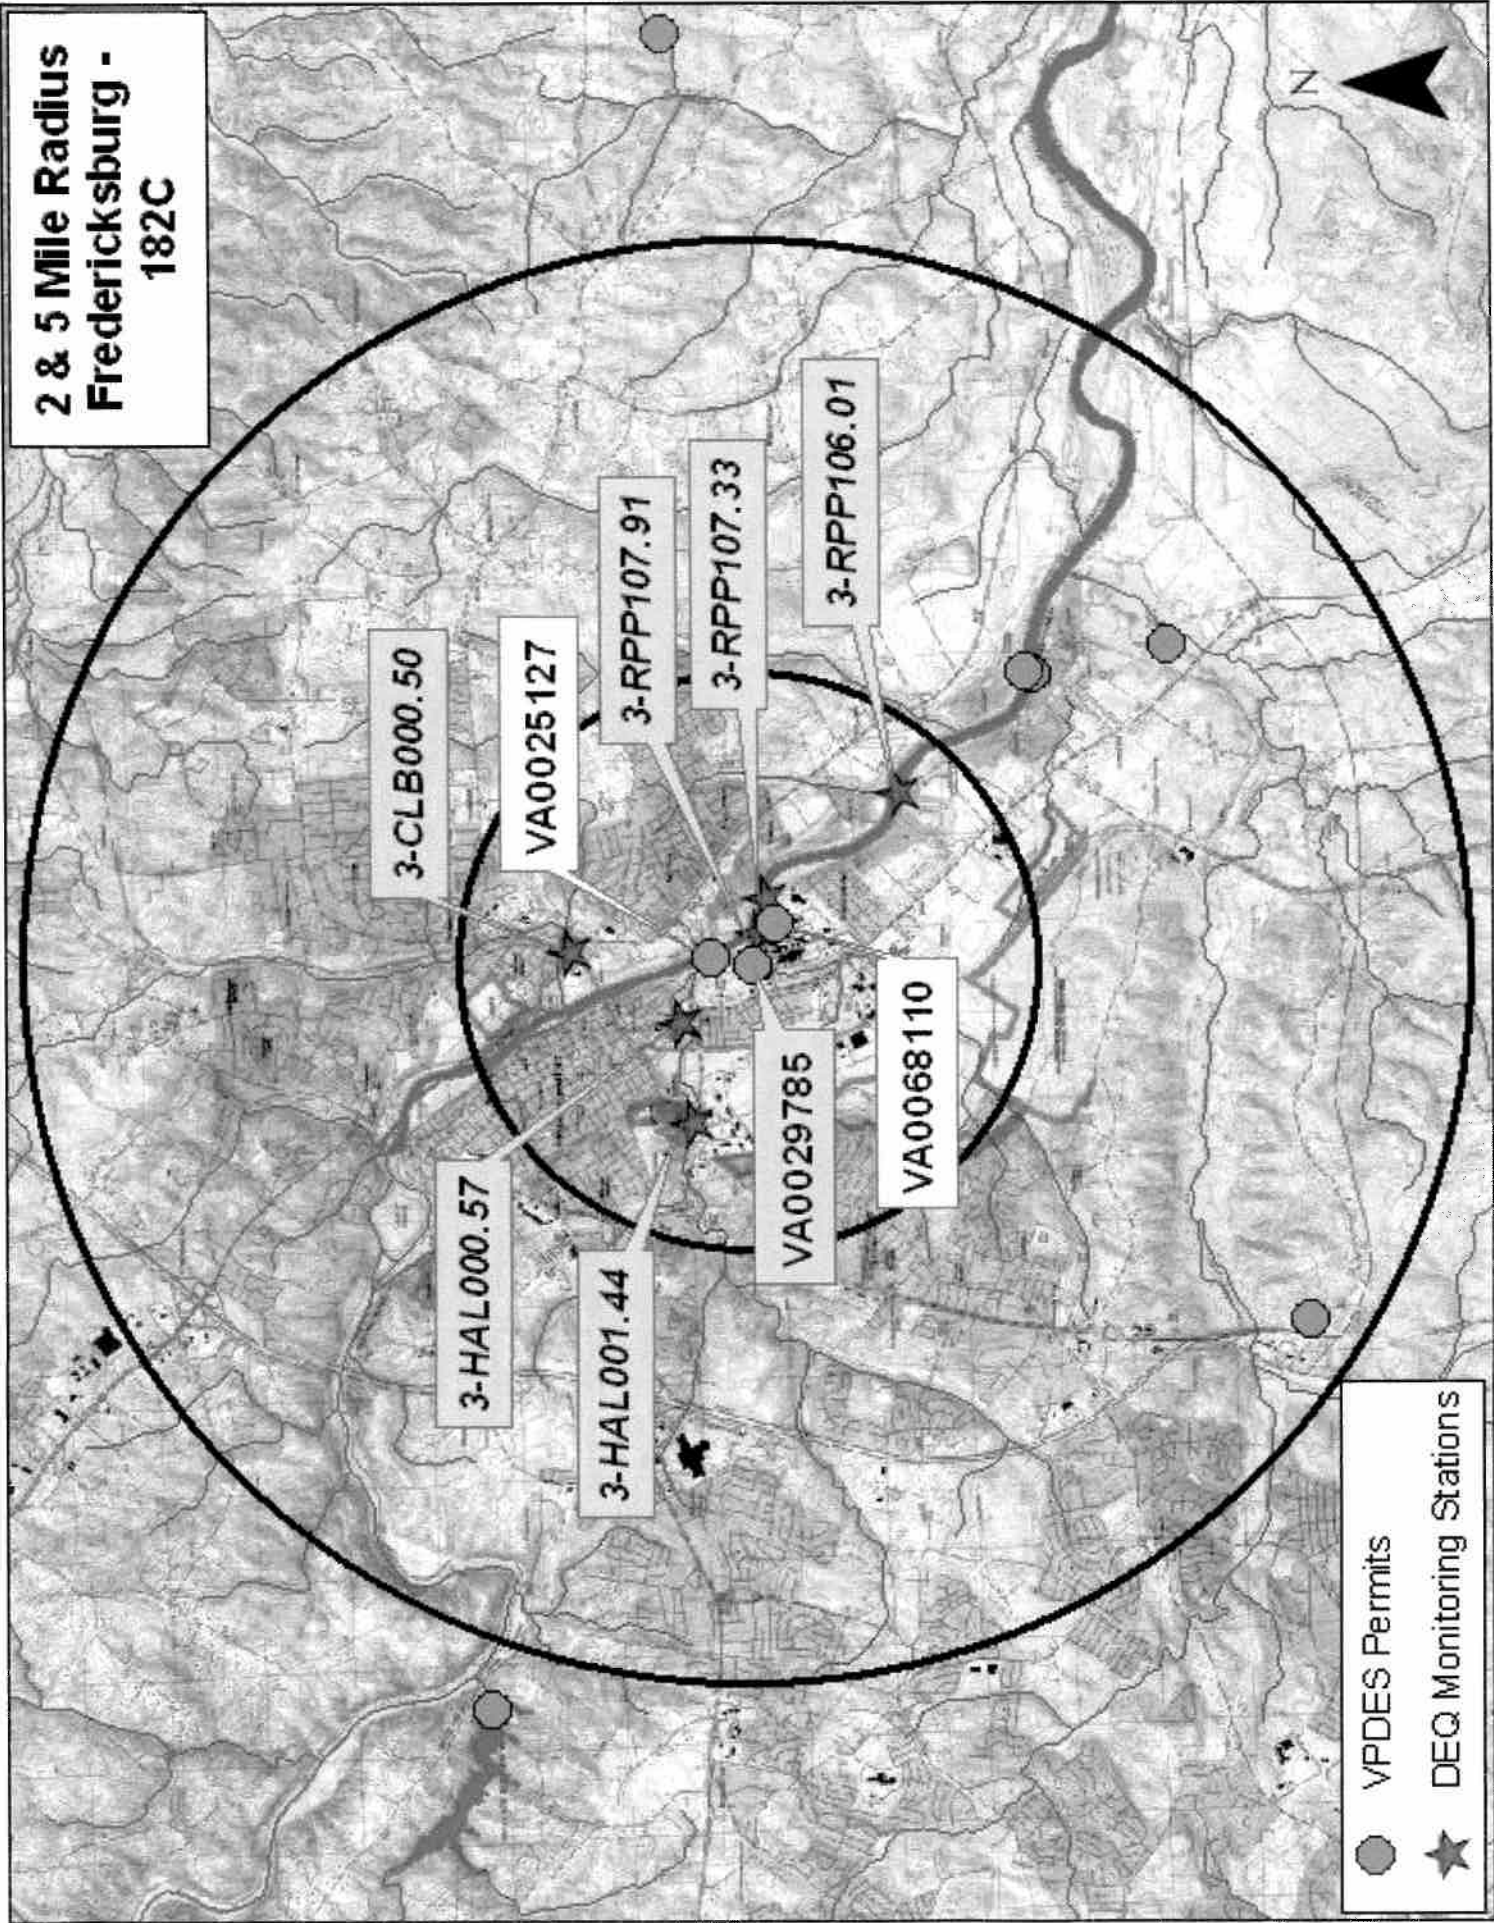 2 & 5 Mile Radius
Fredericksburg -
182C
N
3-CLB000.50
VA0025127
3-RPP107.91
3-RPP107.33
3-RPP106.01
3-HAL000.57
3-HAL001.44
VA0029785
VA0068110
VPDES Permits
DEQ Monitoring Stations